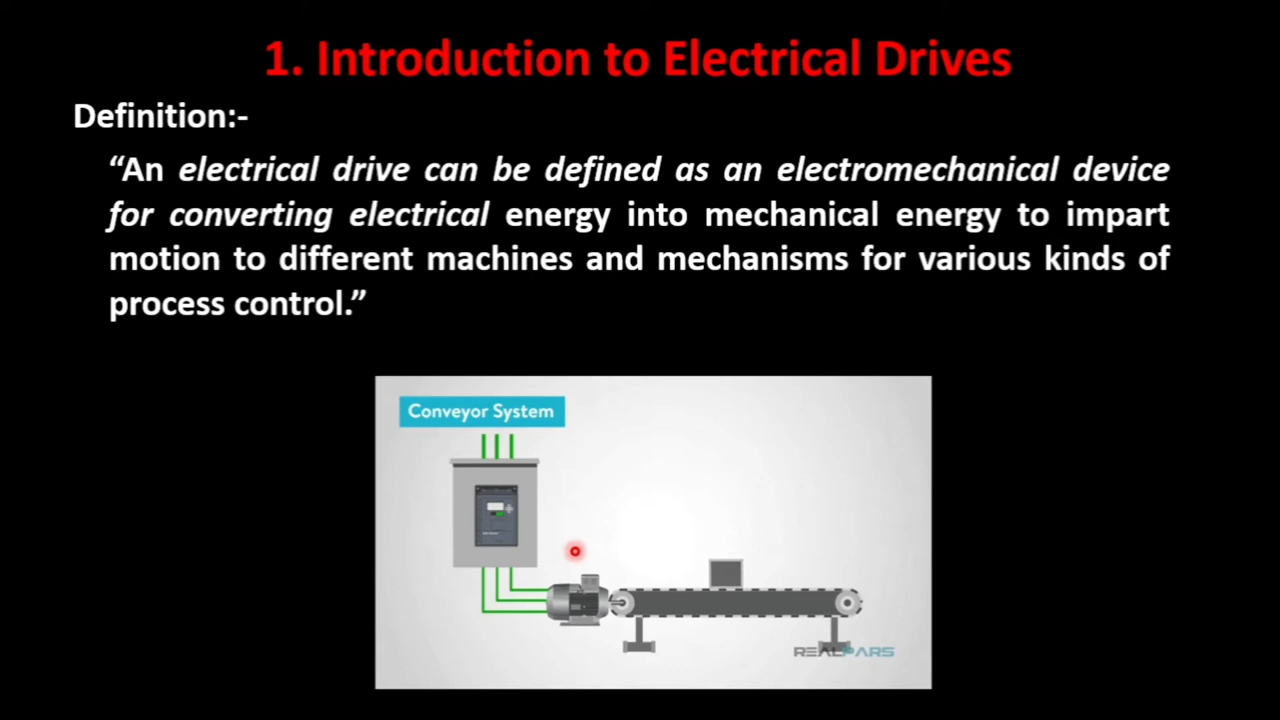 1. Introduction to Electrical Drives
Definition:-
“An electrical drive can be defined as an electromechanical device
for converting electrical energy into mechanical energy to impart
motion to different machines and mechanisms for various kinds of
process control.”
Conveyor System
REALPARS